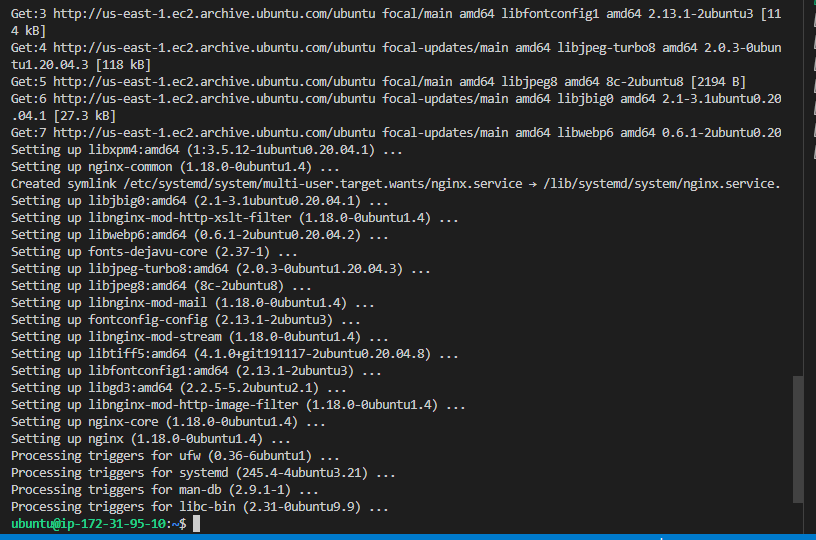 Get:3 http://us-east-1.ec2.archive.ubuntu.com/ubuntu focal/main amd64 libfontconfig1 amd64 2.13.1-2ubuntu3 [11
4 kB]
Get:4 http://us-east-1.ec2.archive.ubuntu.com/ubuntu focal-updates/main amd64 libjpeg-turbo8 amd64 2.0.3-0ubun
tu1.20.04.3 [118 kB]
Get:5 http://us-east-1.ec2.archive.ubuntu.com/ubuntu focal/main amd64 libjpeg8 amd64 8c-2ubuntu8 [2194 B]
Get:6 http://us-east-1.ec2.archive.ubuntu.com/ubuntu focal-updates/main amd64 libjbig0 amd64 2.1-3.1ubuntu0.20
.04.1 [27.3 kB]
Get:7 http://us-east-1.ec2.archive.ubuntu.com/ubuntu focal-updates/main amd64 libwebp6 amd64 0.6.1-2ubuntu0.20
Setting up libxpm4:amd64 (1:3.5.12-1ubuntu0.20.04.1) ...
Setting up nginx-common (1.18.0-0ubuntu1.4) ...
Created symlink /etc/systemd/system/multi-user.target.wants/nginx.service → /lib/systemd/system/nginx.service.
Setting up libjbig0:amd64 (2.1-3.1ubuntu0.20.04.1) ...
Setting up libnginx-mod-http-xslt-filter (1.18.0-0ubuntu1.4) ...
Setting up libwebp6:amd64 (0.6.1-2ubuntu0.20.04.2) ...
Setting up fonts-dejavu-core (2.37-1) ...
Setting up libjpeg-turbo8:amd64 (2.0.3-0ubuntu1.20.04.3) ...
Setting up libjpeg8:amd64 (8c-2ubuntu8) ...
Setting up libnginx-mod-mail (1.18.0-0ubuntu1.4) ...
Setting up fontconfig-config (2.13.1-2ubuntu3) ...
Setting up libnginx-mod-stream (1.18.0-0ubuntu1.4) ...
Setting up libtiff5:amd64 (4.1.0+git191117-2ubuntu0.20.04.8) ...
Setting up libfontconfig1:amd64 (2.13.1-2ubuntu3) ...
Setting up libgd3:amd64 (2.2.5-5.2ubuntu2.1) ...
Setting up libnginx-mod-http-image-filter (1.18.0-0ubuntu1.4) ...
Setting up nginx-core (1.18.0-0ubuntu1.4) ...
Setting up nginx (1.18.0-0ubuntu1.4) ...
Processing triggers for ufw (0.36-6ubuntu1) ...
Processing triggers for systemd (245.4-4ubuntu3.21) ...
Processing triggers for man-db (2.9.1-1) ...
Processing triggers for libc-bin (2.31-0ubuntu9.9) ...
ubuntu@ip-172-31-95-10:~$